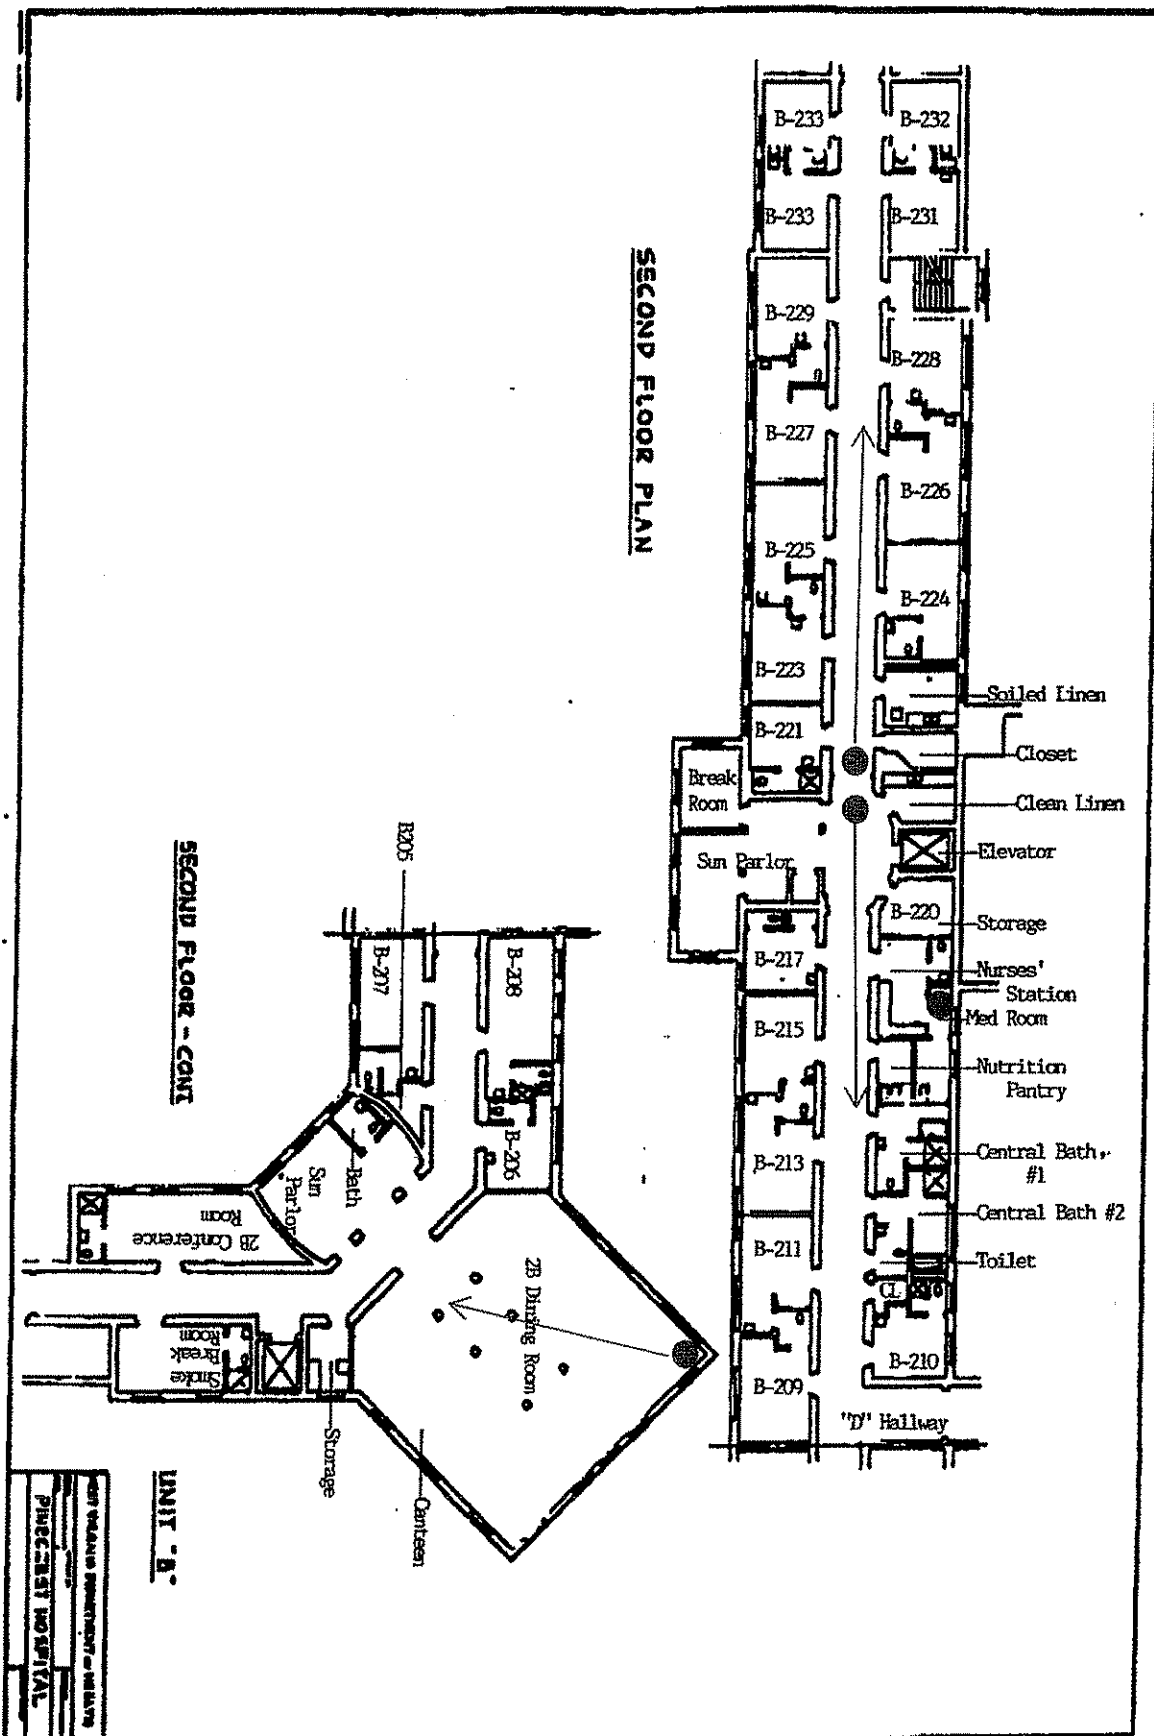 B-233
B-232
B-233
B-231
SECOND FLOOR PLAN
B-229
B-228
B-227
B-226
B-225
B-224
B-223
Soiled Linen
B-221
Closet
Break
Room
Clean Linen
Elevator
Sun Parlor
B-220
Storage
B-217
Nurses'
Station
Med Room
B-215
Nutrition
Pantry
B-213
Central Bath
#1
Central Bath #2
B-211
Toilet
CL
B-210
B-209
"D" Hallway
SECOND FLOOR - CONT
B205
B-207
B-208
B-206
Bath
Sun
Parlor
2B Conference
Room
2B Dining Room
Smoke
Break
Room
Storage
Canteen
UNIT "B"
PINECREST HOSPITAL